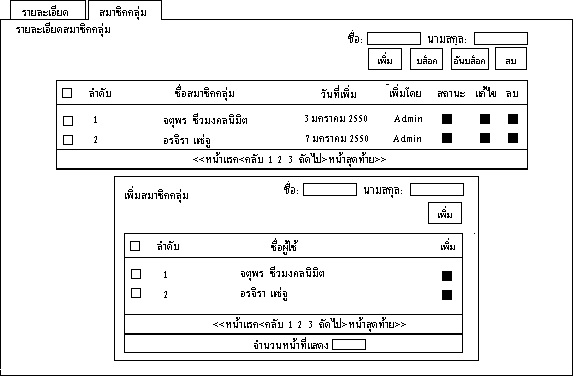 รายละเอียด สมาชิกกลุ่ม
รายละเอียดสมาชิกกลุ่ม
ชื่อ: นามสกุล:
เพิ่ม บล๊อค อันบล๊อค ลบ
ลำดับ ชื่อสมาชิกกลุ่ม วันที่เพิ่ม เพิ่มโดย สถานะ แก้ไข ลบ
1 จตุพร ชีวมงคลนิมิต 3 มกราคม 2550 Admin
2 อรจิรา แซ่จู 7 มกราคม 2550 Admin
<<หน้าแรก<กลับ 1 2 3 ถัดไป>หน้าสุดท้าย>>
เพิ่มสมาชิกกลุ่ม ชื่อ: นามสกุล:
เพิ่ม
ลำดับ ชื่อผู้ใช้ เพิ่ม
1 จตุพร ชีวมงคลนิมิต
2 อรจิรา แซ่จู
<<หน้าแรก<กลับ 1 2 3 ถัดไป>หน้าสุดท้าย>>
จำนวนหน้าที่แสดง